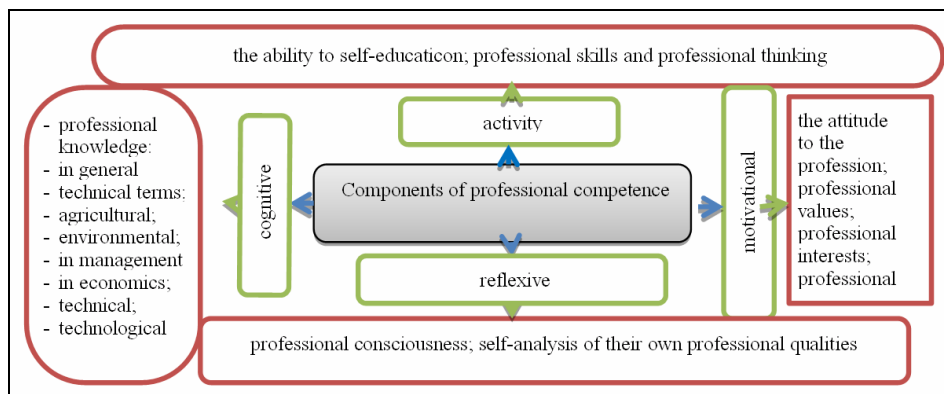 the ability to self-educaticon; professional skills and professional thinking
activity
- professional
knowledge:
- in general
- technical terms;
- agricultural;
- environmental;
- in management
- in economics;
- technical;
- technological
cognitive
Components of professional competence
motivational
the attitude
to the
profession;
professional
values;
professional
interests;
professional
reflexive
professional consciousness; self-analysis of their own professional qualities